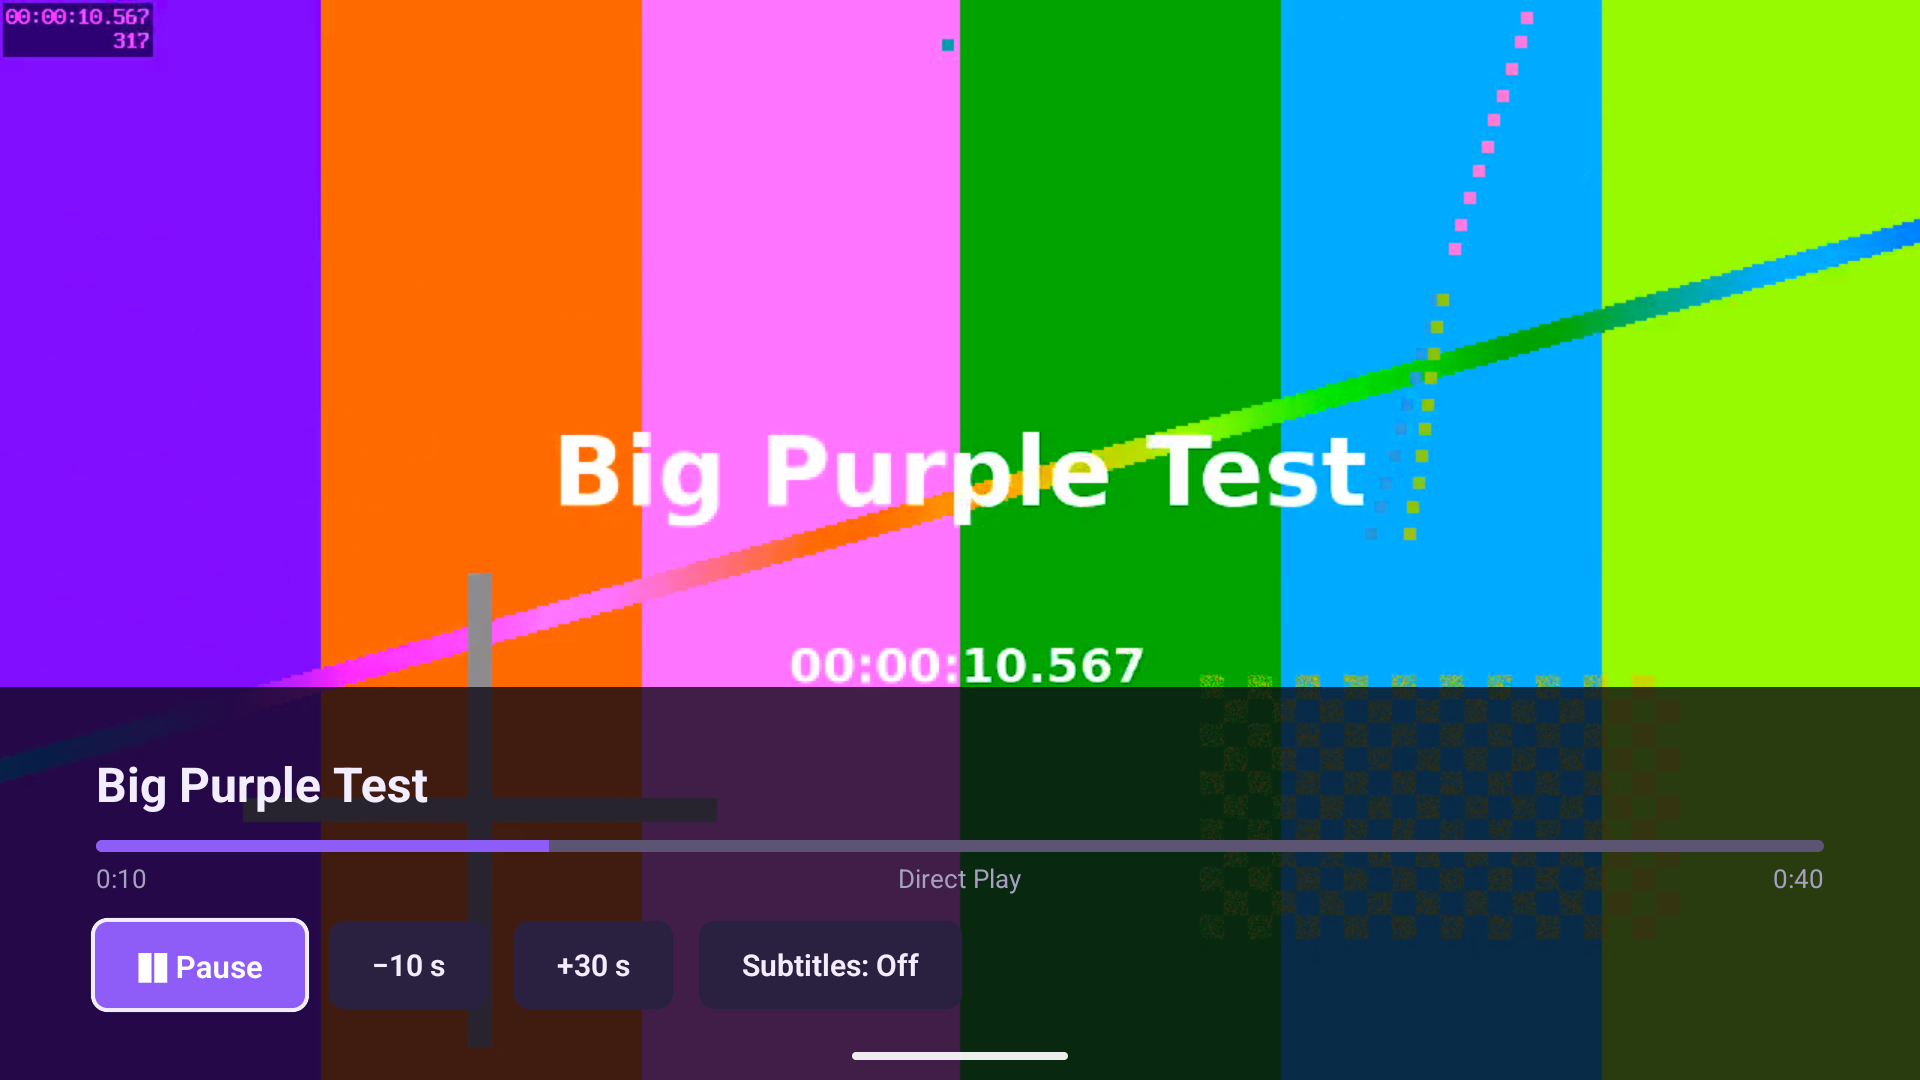 00:00:10.567
317
Big Purple Test
00:00:10.567
Big Purple Test
0:10 Direct Play 0:40
Pause −10 s +30 s Subtitles: Off